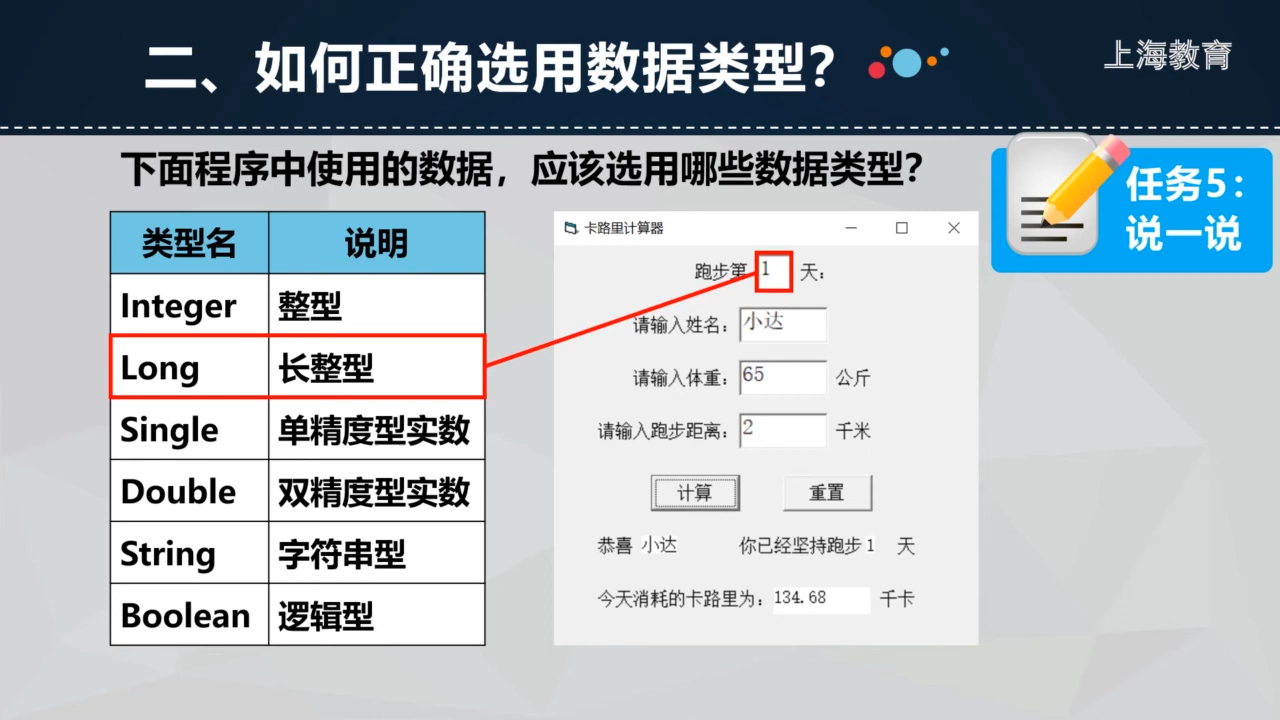 二、如何正确选用数据类型？
上海教育
下面程序中使用的数据，应该选用哪些数据类型？
任务5：
说一说
类型名 说明
Integer 整型
Long 长整型
Single 单精度型实数
Double 双精度型实数
String 字符串型
Boolean 逻辑型
卡路里计算器
跑步第 1 天：
请输入姓名： 小达
请输入体重： 65 公斤
请输入跑步距离： 2 千米
计算 重置
恭喜 小达 你已经坚持跑步 1 天
今天消耗的卡路里为： 134.68 千卡